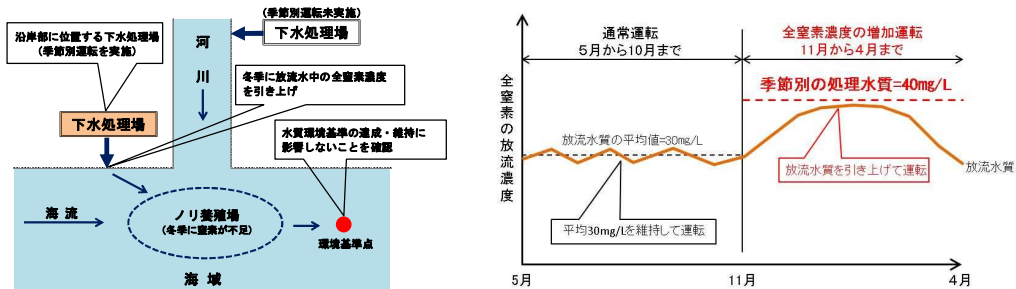 沿岸部に位置する下水処理場
（季節別運転を実施）
（季節別運転未実施）
下水処理場
河
川
冬季に放流水中の全窒素濃度
を引き上げ
下水処理場
水質環境基準の達成・維持に
影響しないことを確認
海流
ノリ養殖場
（冬季に窒素が不足）
環境基準点
海域
通常運転
5月から10月まで
全窒素濃度の増加運転
11月から4月まで
全窒素の放流濃度
季節別の処理水質=40mg/L
放流水質の平均値=30mg/L
放流水質を引き上げて運転
放流水質
平均30mg/Lを維持して運転
5月
11月
4月